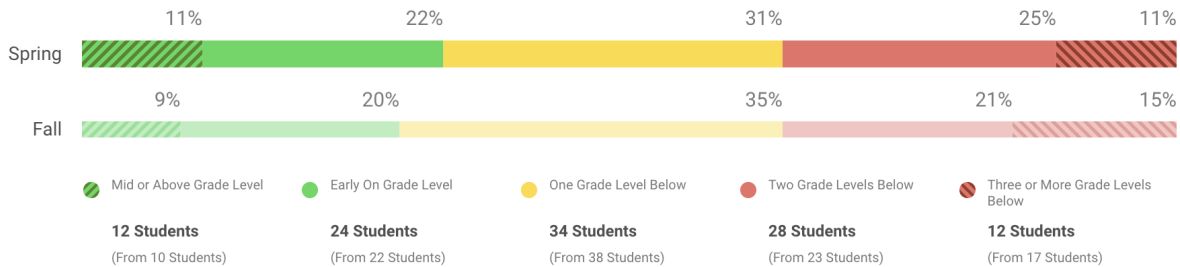 11% 22% 31% 25% 11%
Spring
9% 20% 35% 21% 15%
Fall
Mid or Above Grade Level
12 Students
(From 10 Students)
Early On Grade Level
24 Students
(From 22 Students)
One Grade Level Below
34 Students
(From 38 Students)
Two Grade Levels Below
28 Students
(From 23 Students)
Three or More Grade Levels
Below
12 Students
(From 17 Students)